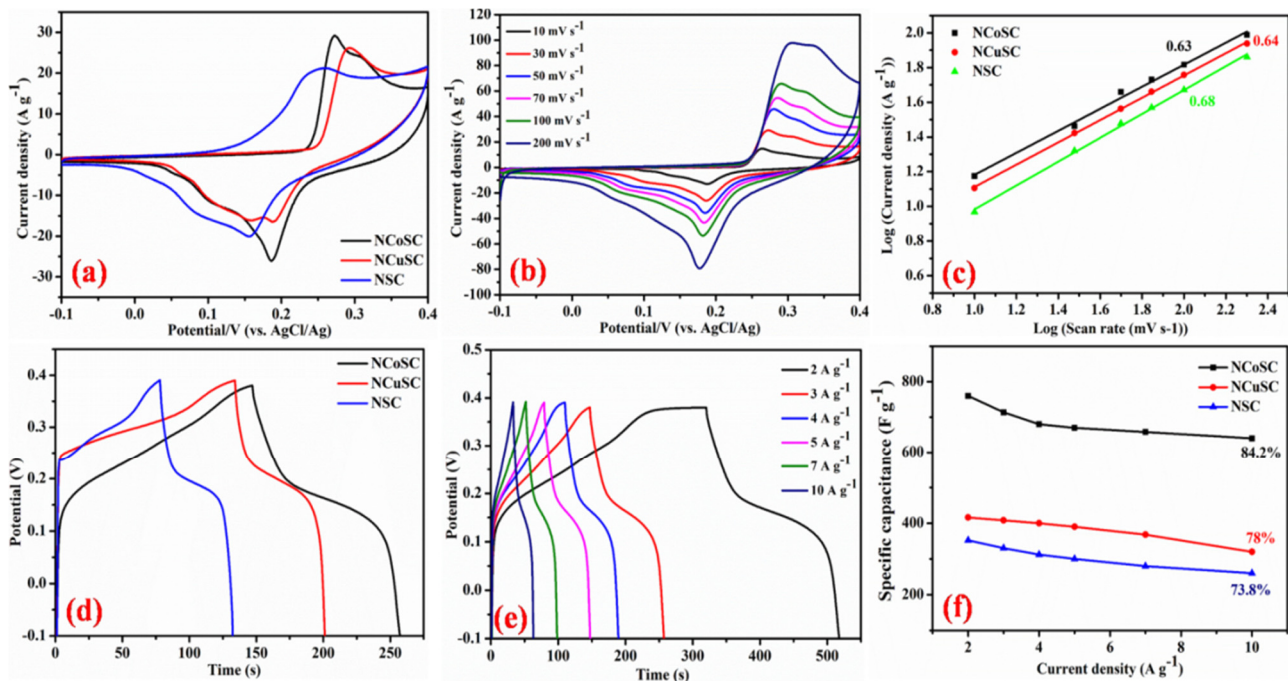 30
20
10
0
-10
-20
-30
Current density (A g-1)
NCoSC
NCuSC
NSC
(a)
-0.1 0.0 0.1 0.2 0.3 0.4
Potential/V (vs. AgCl/Ag)
120
100
80
60
40
20
0
-20
-40
-60
-80
-100
Current density (A g-1)
10 mV s-1
30 mV s-1
50 mV s-1
70 mV s-1
100 mV s-1
200 mV s-1
(b)
-0.1 0.0 0.1 0.2 0.3 0.4
Potential/V (vs. AgCl/Ag)
2.0
1.8
1.6
1.4
1.2
1.0
0.8
0.6
Log (Current density (A g-1))
NCoSC
NCuSC
NSC
0.63
0.64
0.68
(c)
0.8 1.0 1.2 1.4 1.6 1.8 2.0 2.2 2.4
Log (Scan rate (mV s-1))
0.4
0.3
0.2
0.1
0.0
-0.1
Potential (V)
NCoSC
NCuSC
NSC
(d)
0 50 100 150 200 250
Time (s)
0.4
0.3
0.2
0.1
0.0
-0.1
Potential (V)
2 A g-1
3 A g-1
4 A g-1
5 A g-1
7 A g-1
10 A g-1
(e)
0 100 200 300 400 500
Time (s)
800
600
400
200
Specific capacitance (F g-1)
NCoSC
NCuSC
NSC
84.2%
78%
73.8%
(f)
2 4 6 8 10
Current density (A g-1)